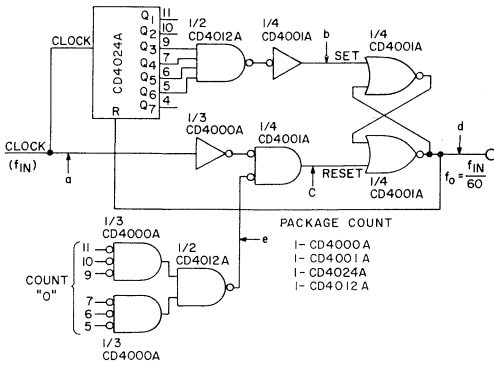 CLOCK
CD4024A
Q1 11
Q2 10
Q3 9
Q4 7
Q5 6
Q6 5
Q7 4
R
1/2
CD4012A
1/4
CD4001A
b
SET
1/4
CD4001A
CLOCK
(fIN)
a
1/3
CD4000A
1/4
CD4001A
C
RESET
1/4
CD4001A
d
fo = fIN/60
e
PACKAGE COUNT
1- CD4000A
1- CD4001A
1- CD4024A
1- CD4012A
COUNT
"0"
1/3
CD4000A
11
10
9
7
6
5
1/3
CD4000A
1/2
CD4012A